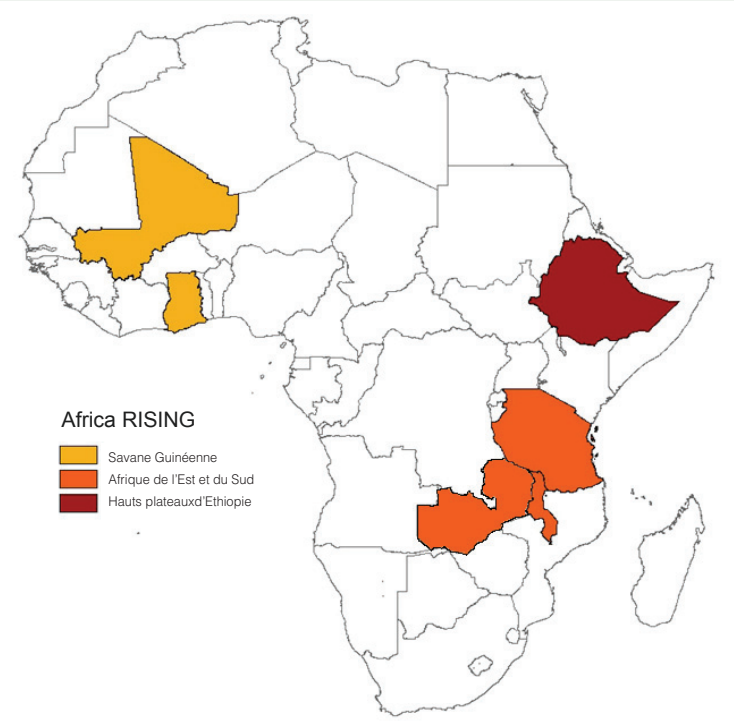 Africa RISING
Savane Guinéenne
Afrique de l'Est et du Sud
Hauts plateauxd'Ethiopie